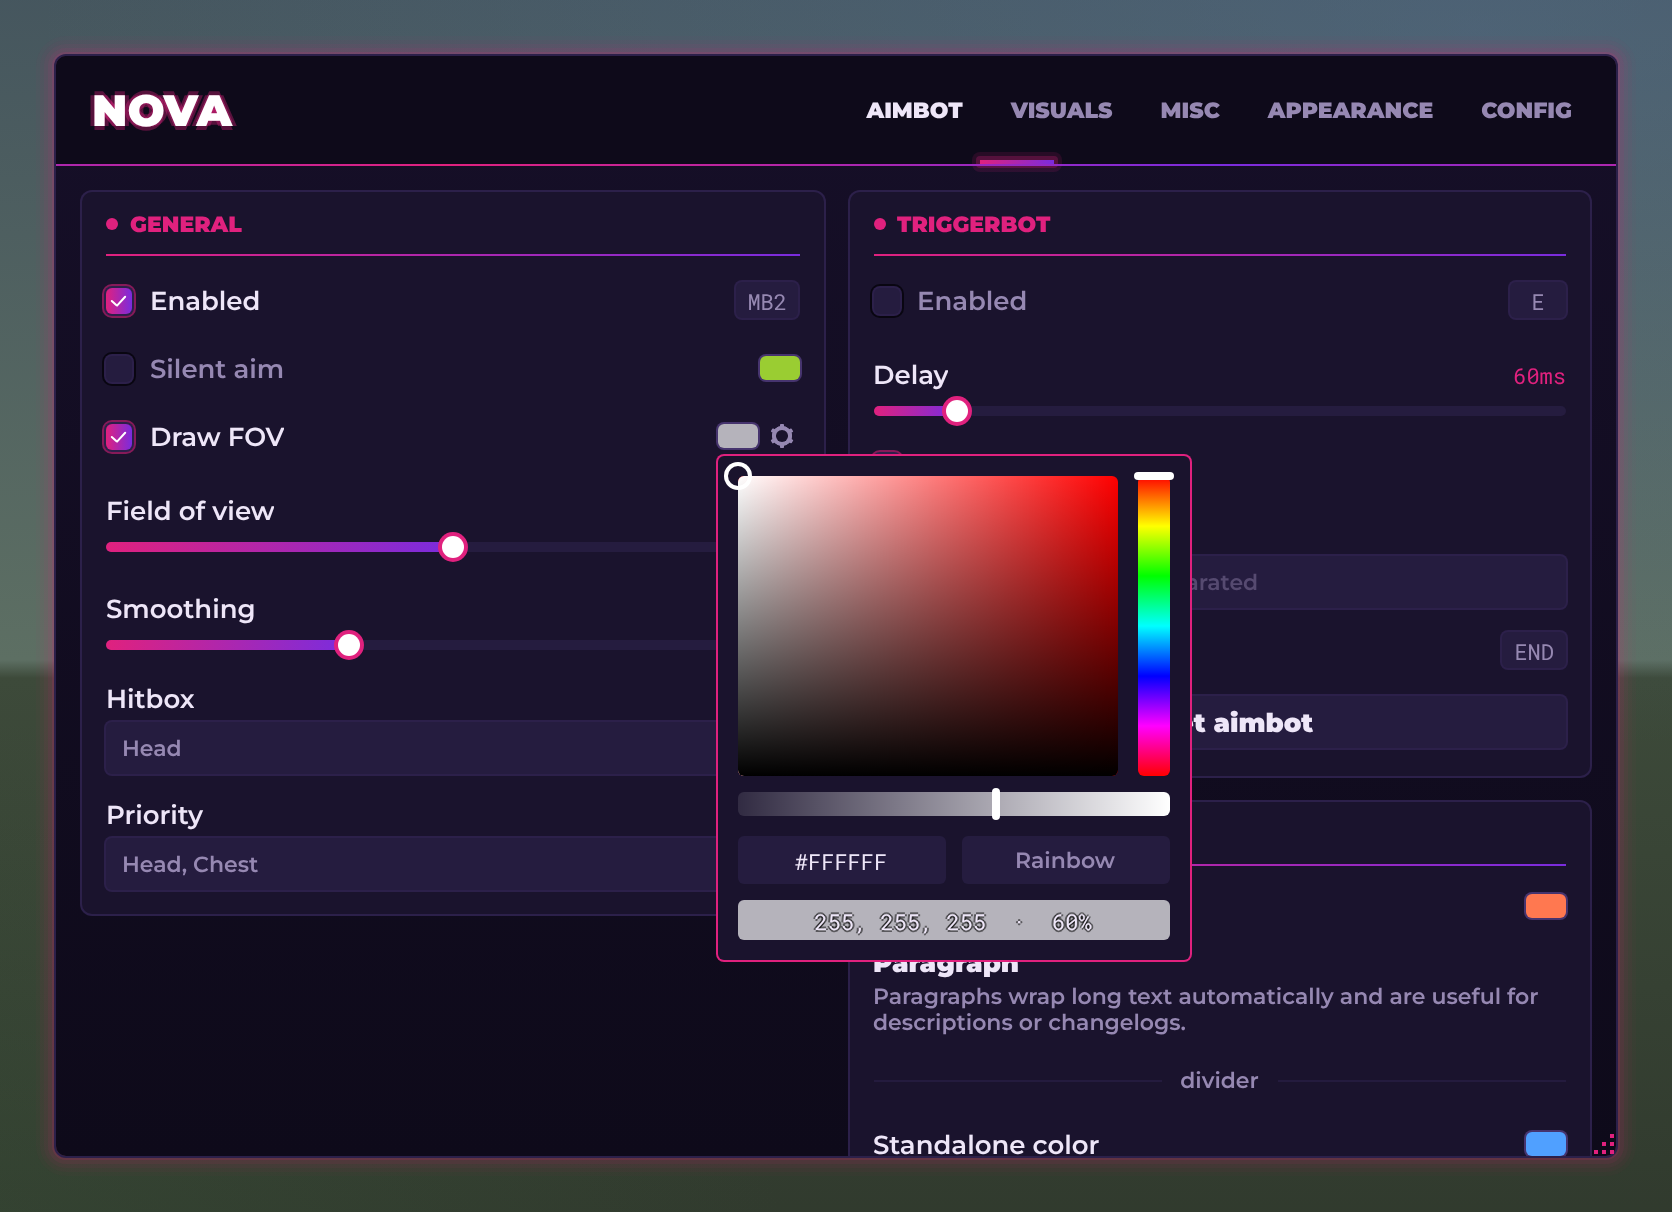 NOVA
AIMBOT VISUALS MISC APPEARANCE CONFIG
GENERAL
Enabled MB2
Silent aim
Draw FOV
Field of view
Smoothing
Hitbox
Head
Priority
Head, Chest
TRIGGERBOT
Enabled E
Delay 60ms
arated
END
t aimbot
#FFFFFF Rainbow
255, 255, 255 · 60%
Paragraph
Paragraphs wrap long text automatically and are useful for
descriptions or changelogs.
divider
Standalone color